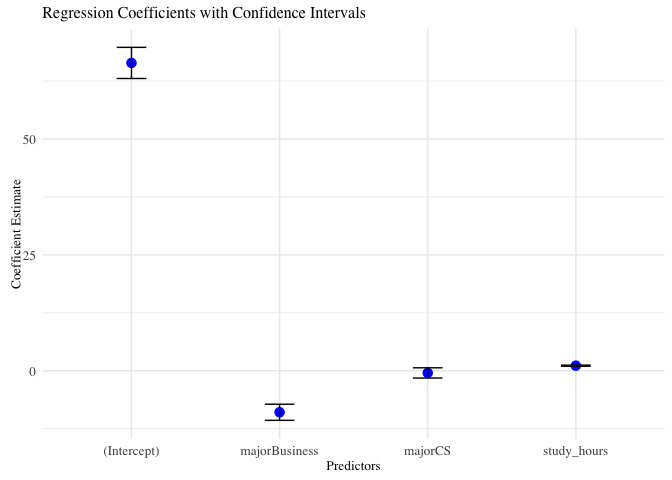 Regression Coefficients with Confidence Intervals
Coefficient Estimate
50
25
0
(Intercept) majorBusiness majorCS study_hours
Predictors